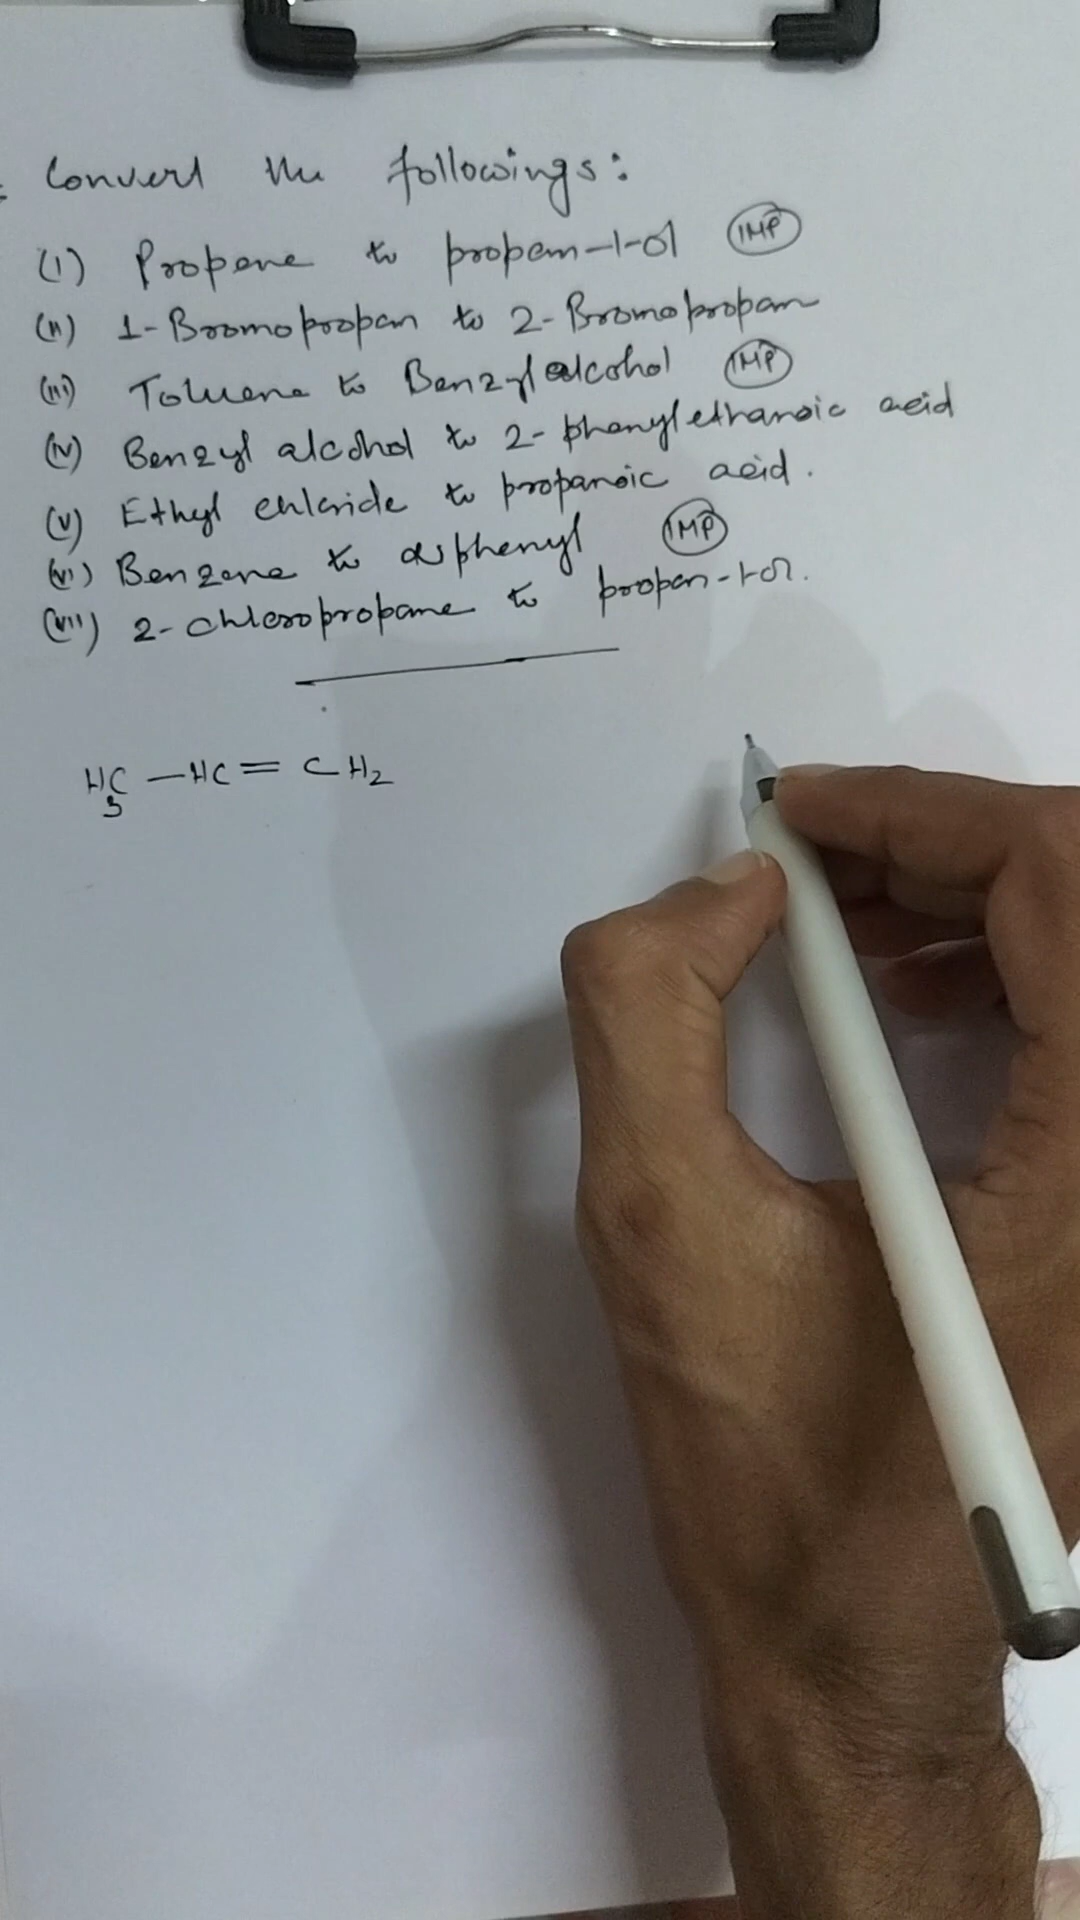 Convert the followings:
(i) Propene to propan-1-ol IMP
(ii) 1-Bromopropan to 2-Bromopropan
(iii) Toluene to Benzyl alcohol IMP
(iv) Benzyl alcohol to 2-phenylethanoic acid
(v) Ethyl chloride to propanoic acid.
(vi) Benzene to diphenyl IMP
(vii) 2-chloropropane to propan-1-ol.
H3C—HC=CH2